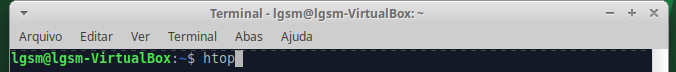 Terminal - lgsm@lgsm-VirtualBox: ~
Arquivo Editar Ver Terminal Abas Ajuda
lgsm@lgsm-VirtualBox:~$ htop